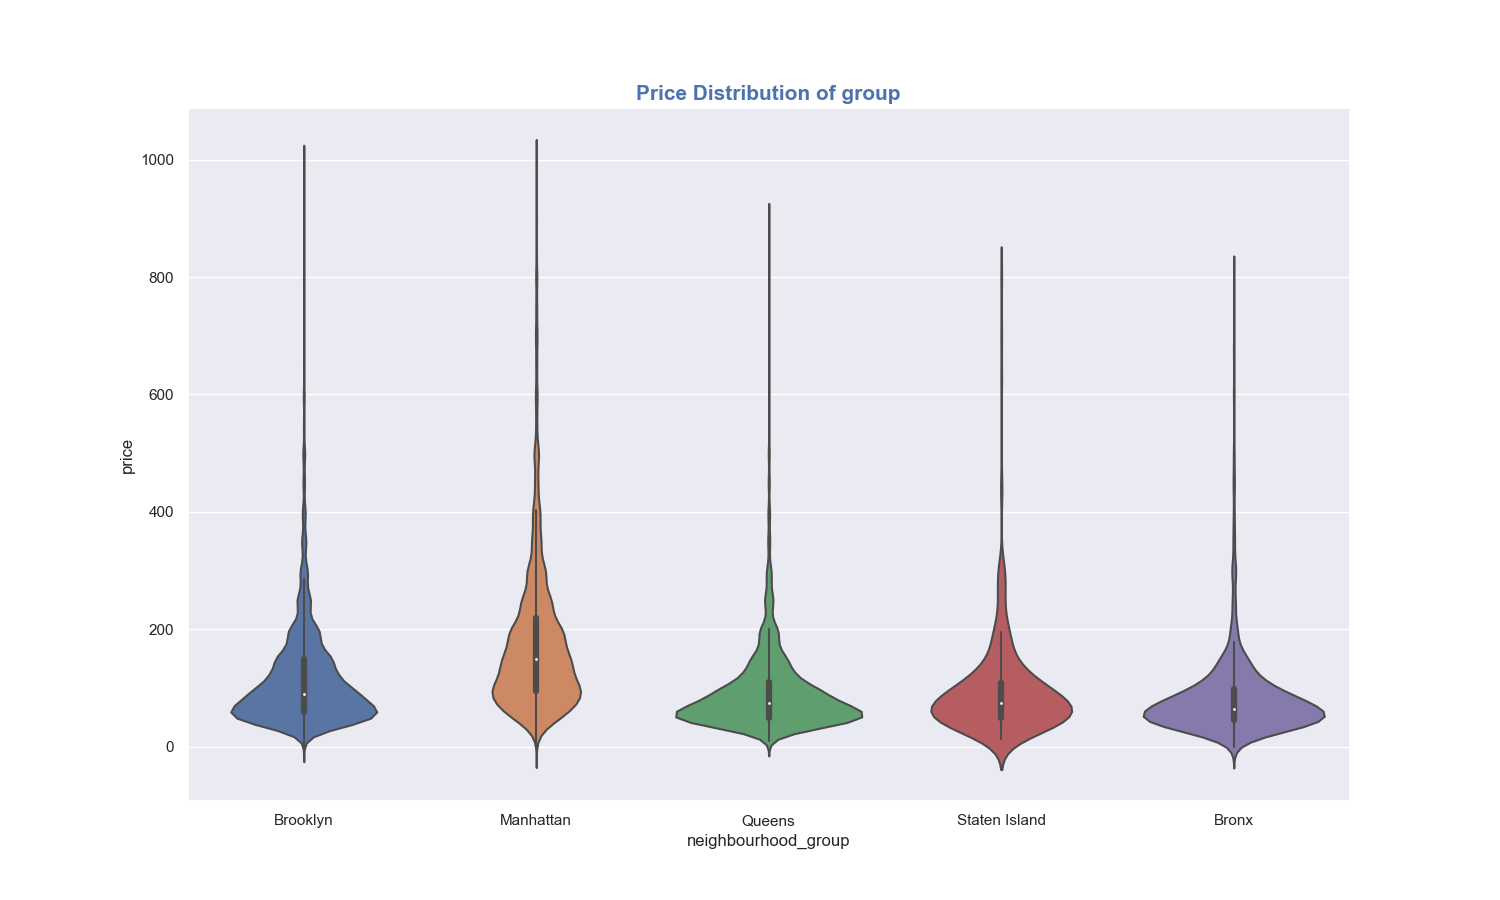 Price Distribution of group
1000
800
600
400
200
0
price
Brooklyn Manhattan Queens Staten Island Bronx
neighbourhood_group